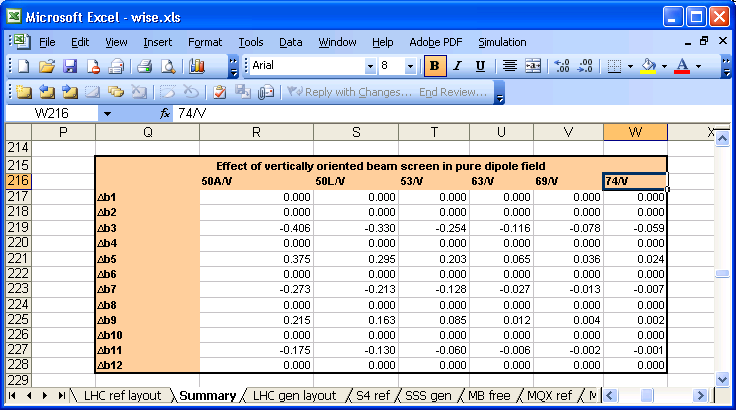 Microsoft Excel - wise.xls
File Edit View Insert Format Tools Data Window Help Adobe PDF Simulation
Arial 8 B I U
Reply with Changes... End Review...
W216 fx 74/V
P Q R S T U V W X
214
215 Effect of vertically oriented beam screen in pure dipole field
216 50A/V 50L/V 53/V 63/V 69/V 74/V
217 Δb1 0.000 0.000 0.000 0.000 0.000 0.000
218 Δb2 0.000 0.000 0.000 0.000 0.000 0.000
219 Δb3 -0.406 -0.330 -0.254 -0.116 -0.078 -0.059
220 Δb4 0.000 0.000 0.000 0.000 0.000 0.000
221 Δb5 0.375 0.295 0.203 0.065 0.036 0.024
222 Δb6 0.000 0.000 0.000 0.000 0.000 0.000
223 Δb7 -0.273 -0.213 -0.128 -0.027 -0.013 -0.007
224 Δb8 0.000 0.000 0.000 0.000 0.000 0.000
225 Δb9 0.215 0.163 0.085 0.012 0.004 0.002
226 Δb10 0.000 0.000 0.000 0.000 0.000 0.000
227 Δb11 -0.175 -0.130 -0.060 -0.006 -0.002 -0.001
228 Δb12 0.000 0.000 0.000 0.000 0.000 0.000
229
LHC ref layout Summary LHC gen layout S4 ref SSS gen MB free MQX ref